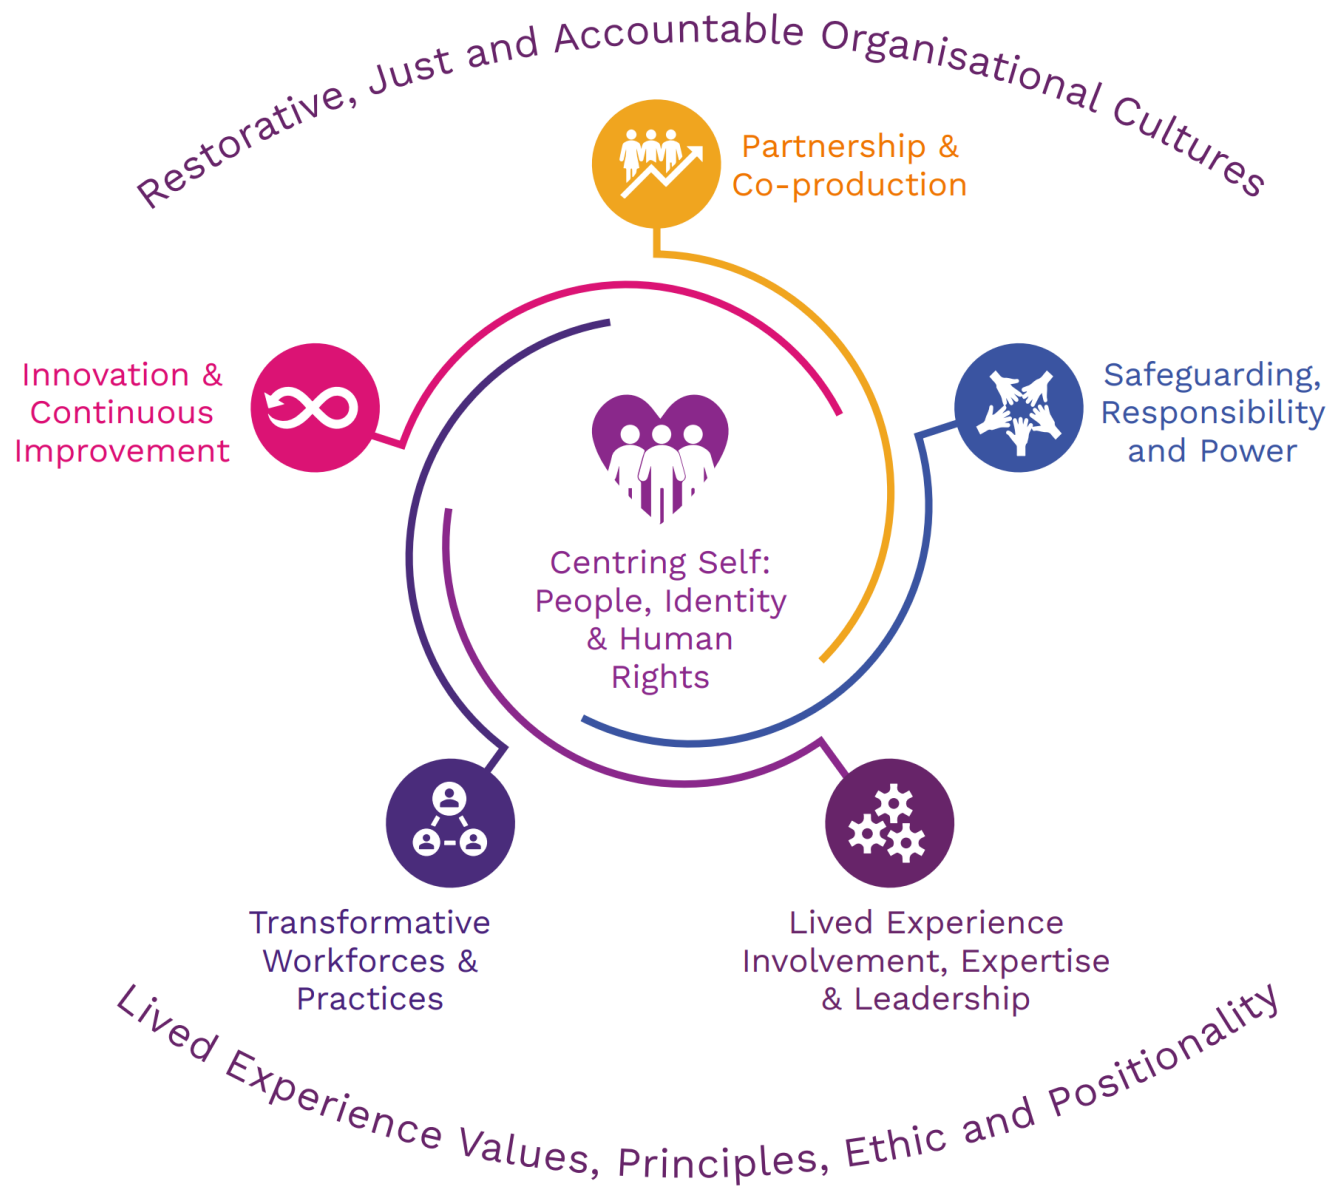 Restorative, Just and Accountable Organisational Cultures
Partnership &
Co-production
Innovation &
Continuous
Improvement
Safeguarding,
Responsibility
and Power
Centring Self:
People, Identity
& Human
Rights
Transformative
Workforces &
Practices
Lived Experience
Involvement, Expertise
& Leadership
Lived Experience Values, Principles, Ethic and Positionality